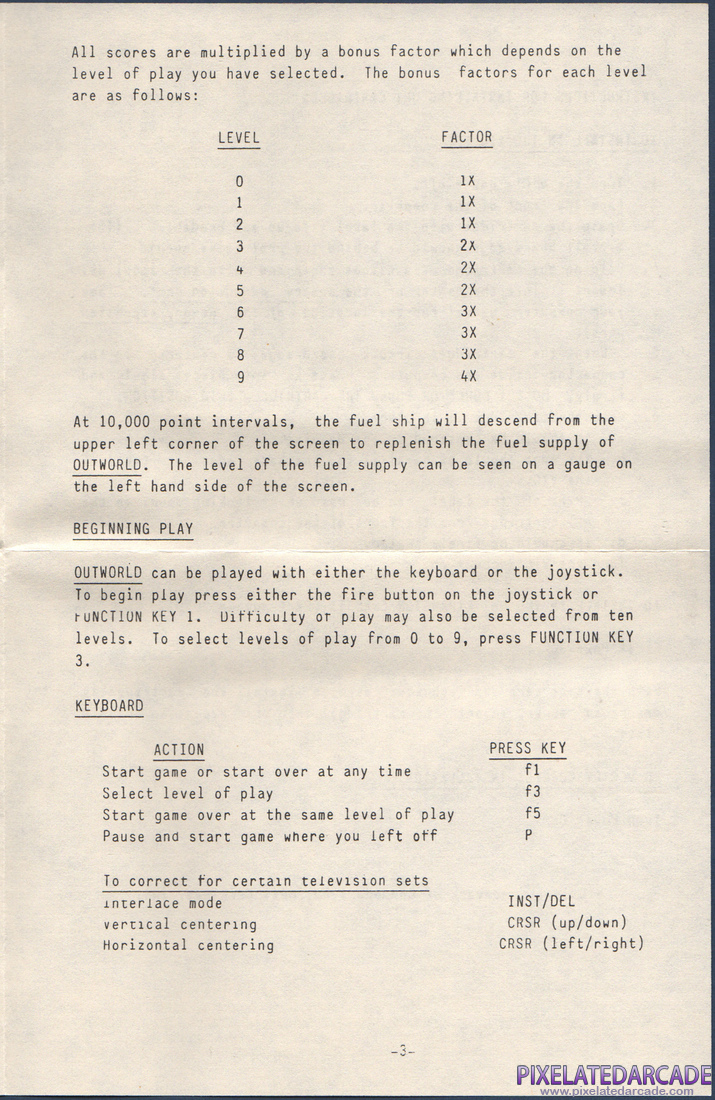 All scores are multiplied by a bonus factor which depends on the
level of play you have selected. The bonus factors for each level
are as follows:
LEVEL FACTOR
0 1X
1 1X
2 1X
3 2X
4 2X
5 2X
6 3X
7 3X
8 3X
9 4X
At 10,000 point intervals, the fuel ship will descend from the
upper left corner of the screen to replenish the fuel supply of
OUTWORLD. The level of the fuel supply can be seen on a gauge on
the left hand side of the screen.
BEGINNING PLAY
OUTWORLD can be played with either the keyboard or the joystick.
To begin play press either the fire button on the joystick or
FUNCTION KEY 1. Difficulty of play may also be selected from ten
levels. To select levels of play from 0 to 9, press FUNCTION KEY
3.
KEYBOARD
ACTION PRESS KEY
Start game or start over at any time f1
Select level of play f3
Start game over at the same level of play f5
Pause and start game where you left off P
To correct for certain television sets
interlace mode INST/DEL
vertical centering CRSR (up/down)
Horizontal centering CRSR (left/right)
-3-
PIXELATEDARCADE
www.pixelatedarcade.com